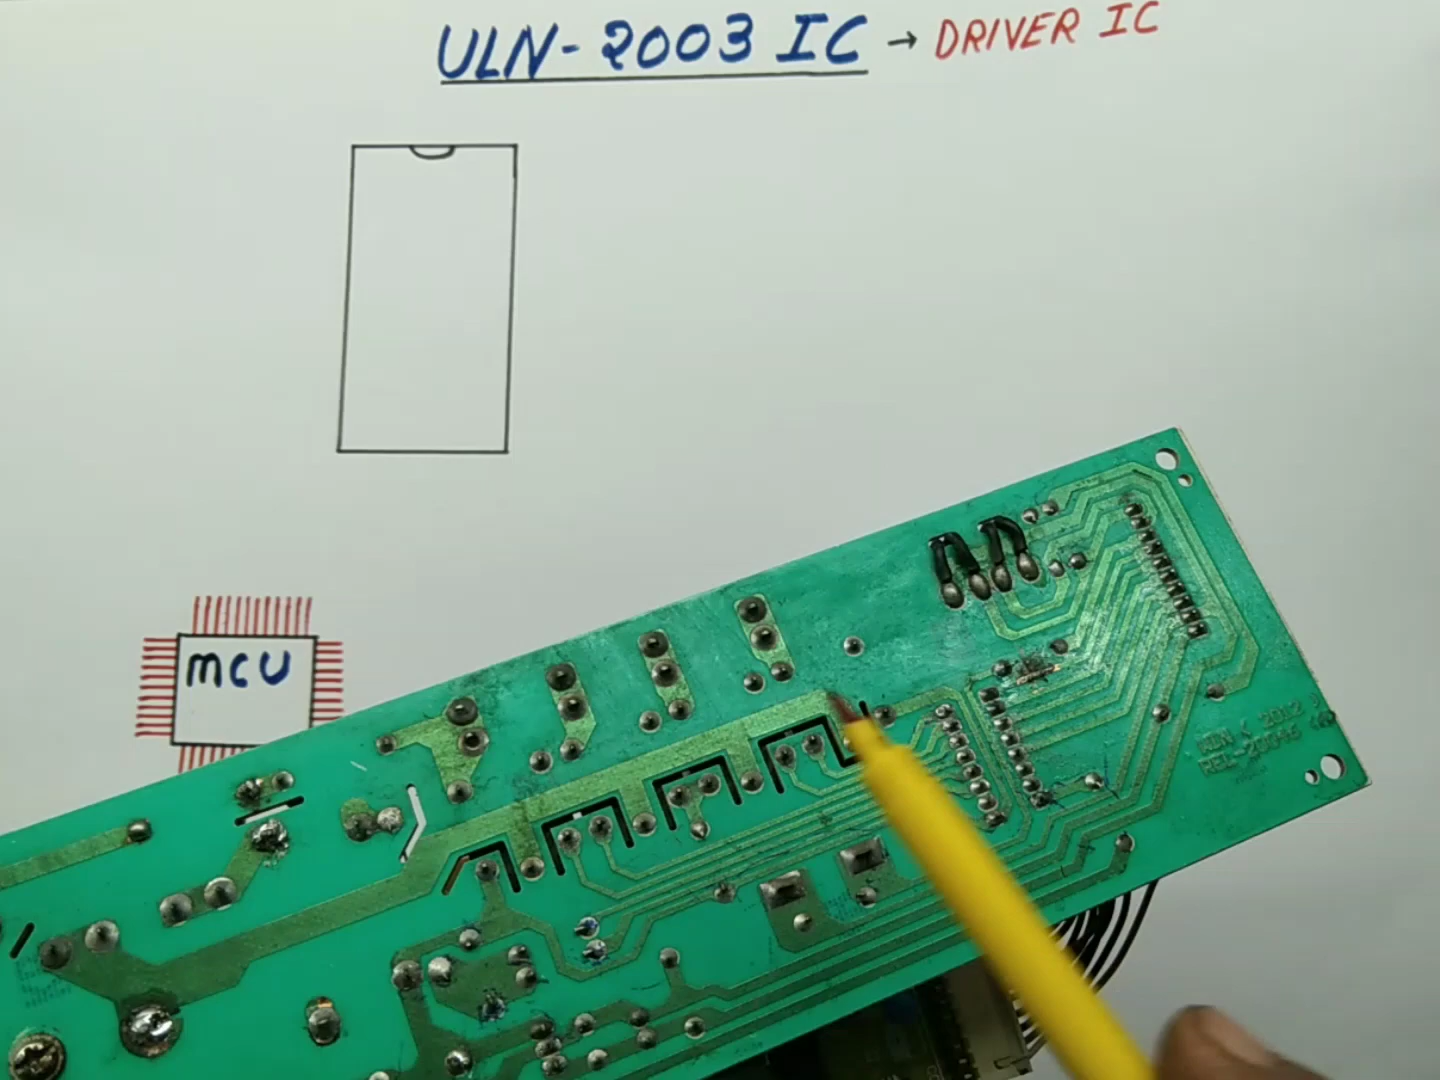 ULN-2003 IC → DRIVER IC
MCU